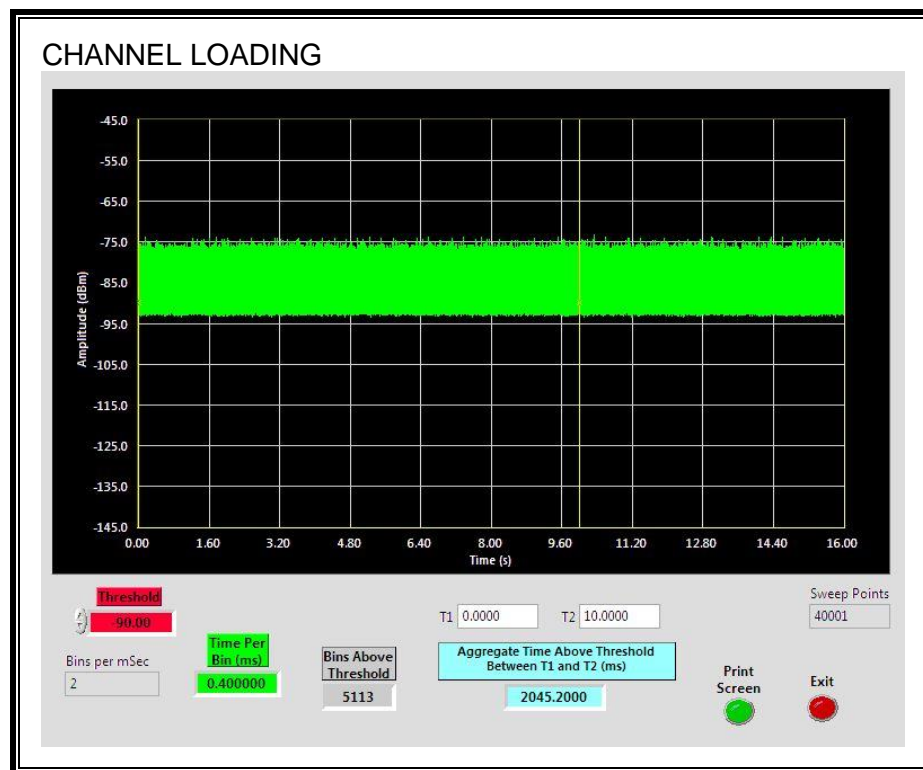 CHANNEL LOADING
-45.0
-55.0
-65.0
-75.0
-85.0
-95.0
-105.0
-115.0
-125.0
-135.0
-145.0
Amplitude (dBm)
0.00 1.60 3.20 4.80 6.40 8.00 9.60 11.20 12.80 14.40 16.00
Time (s)
Threshold
-90.00
Bins per mSec
2
Time Per
Bin (ms)
0.400000
Bins Above
Threshold
5113
T1 0.0000 T2 10.0000
Aggregate Time Above Threshold
Between T1 and T2 (ms)
2045.2000
Sweep Points
40001
Print
Screen
Exit